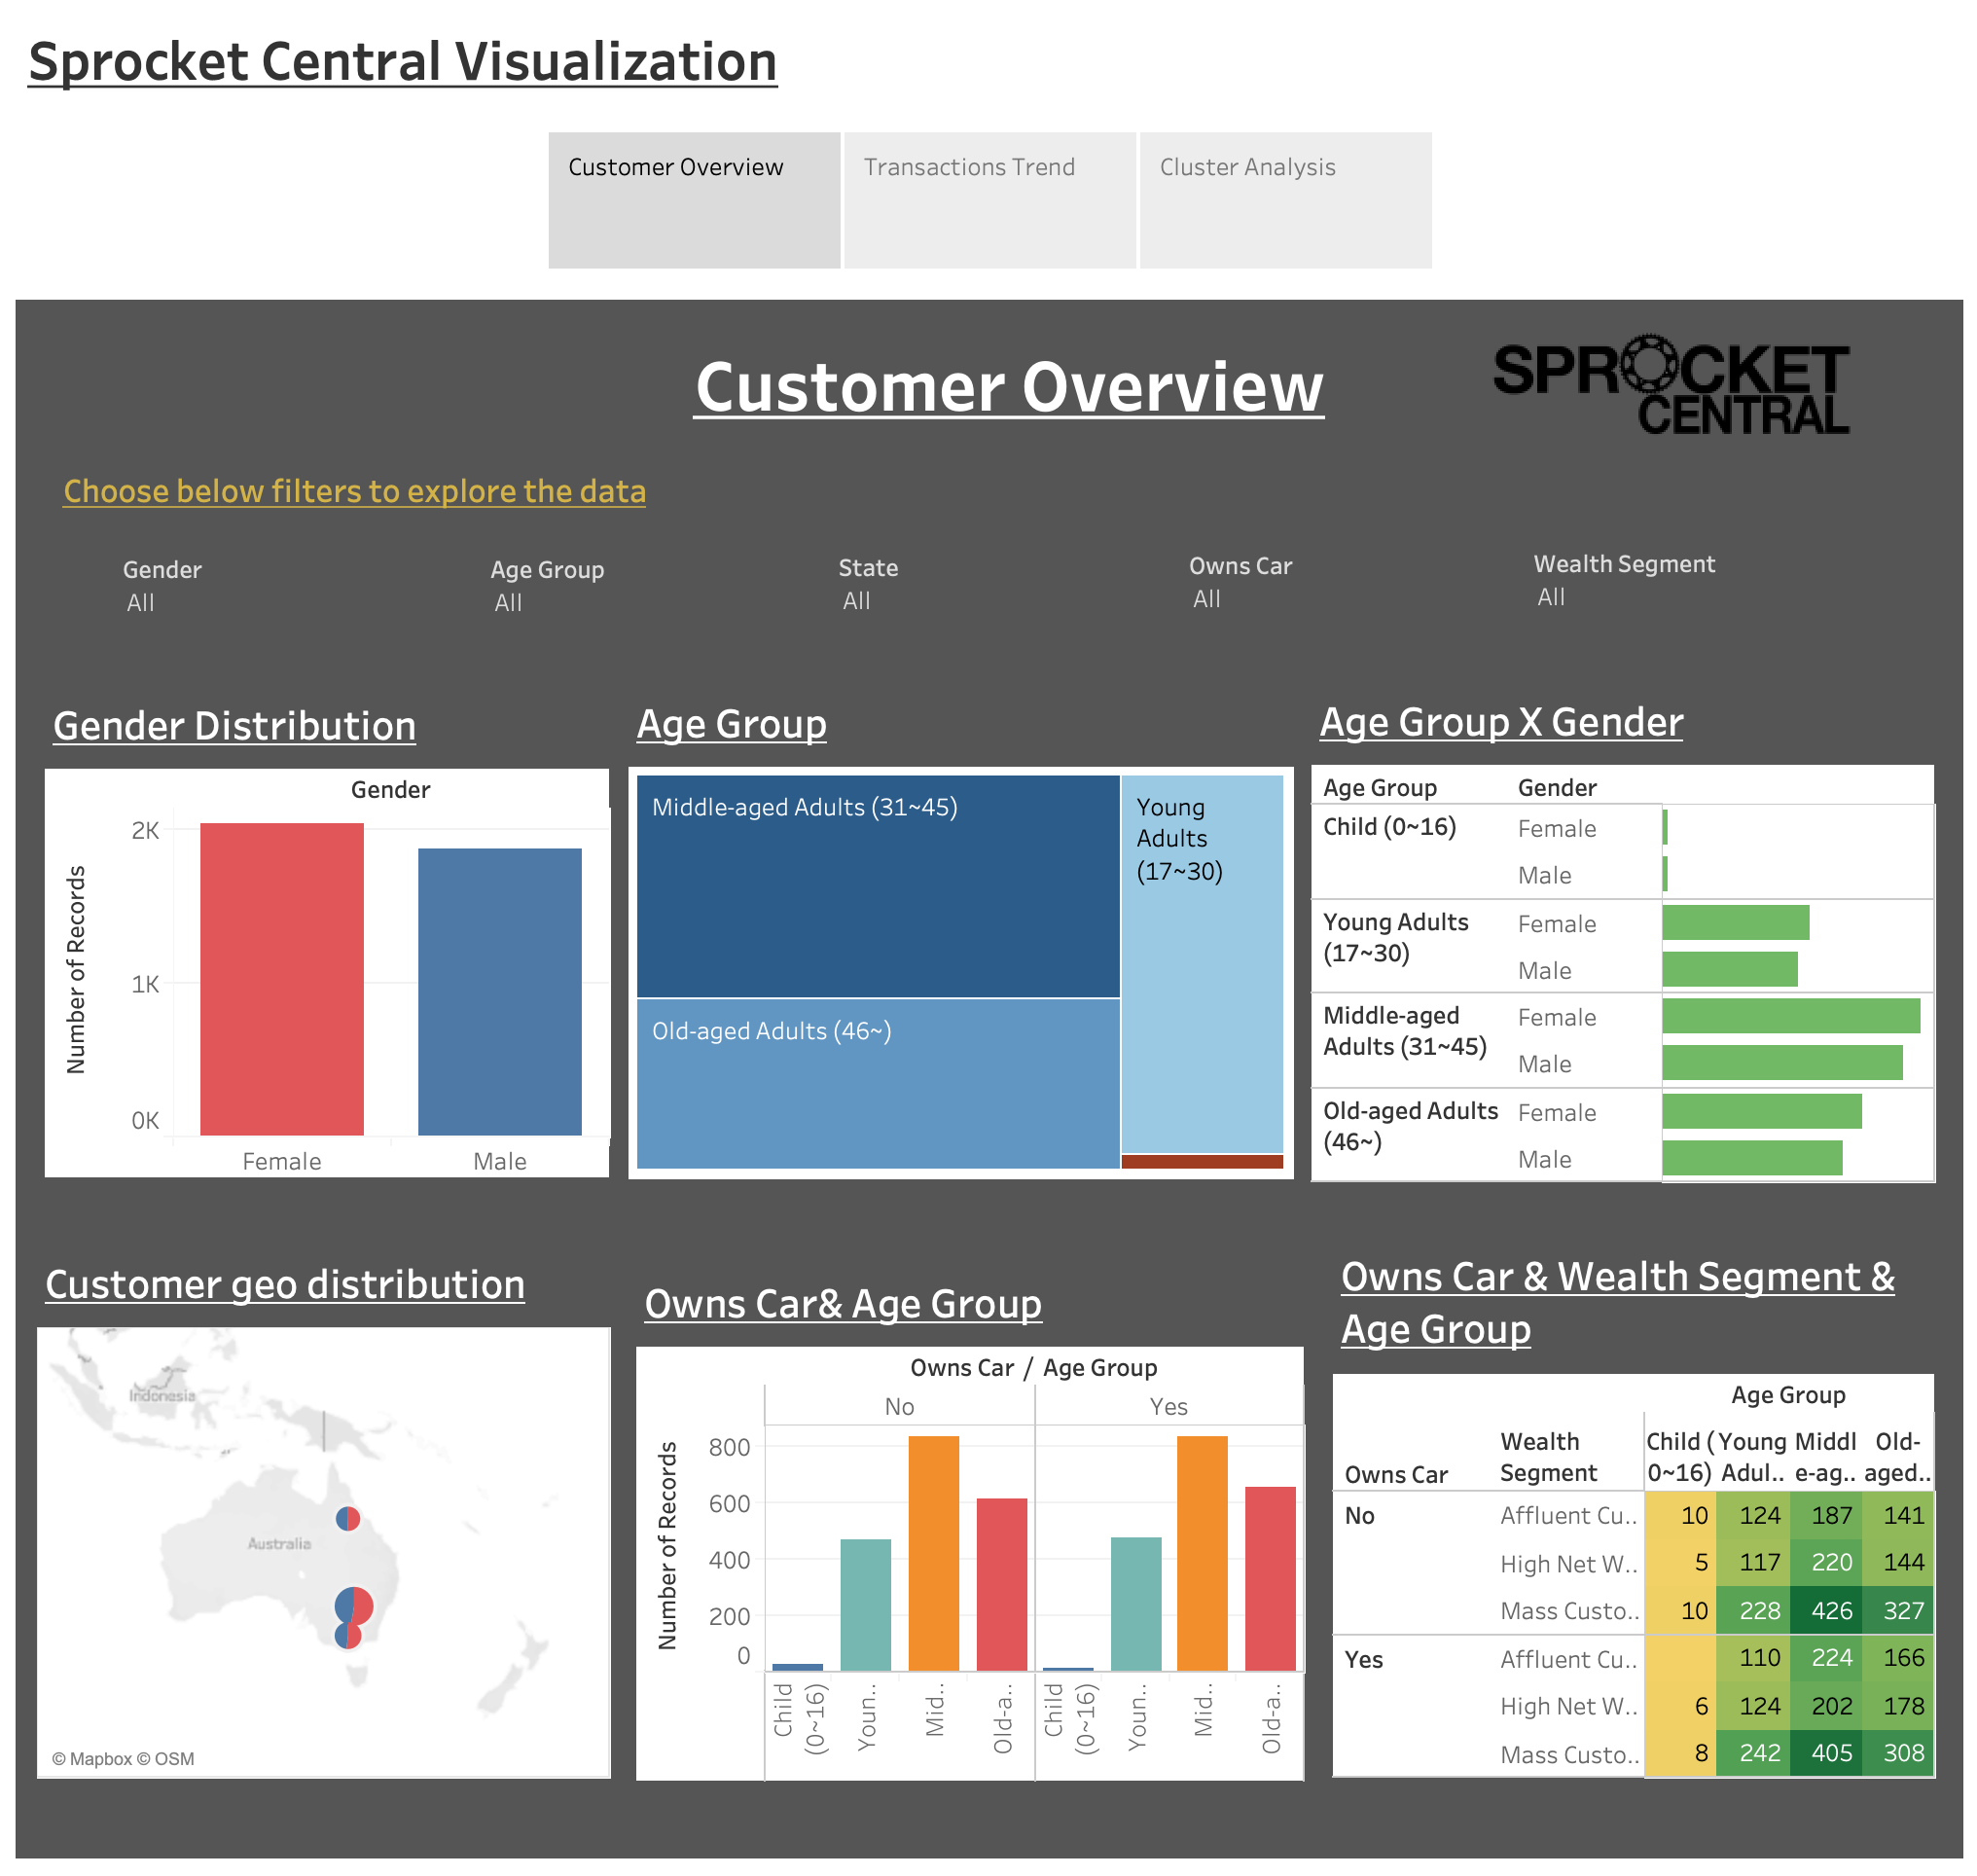 Sprocket Central Visualization
Customer Overview
Transactions Trend
Cluster Analysis
Customer Overview
SPROCKET
CENTRAL
Choose below filters to explore the data
Gender
All
Age Group
All
State
All
Owns Car
All
Wealth Segment
All
Gender Distribution
Gender
Number of Records
2K
1K
0K
Female
Male
Age Group
Middle-aged Adults (31~45)
Old-aged Adults (46~)
Young
Adults
(17~30)
Age Group X Gender
Age Group Gender
Child (0~16) Female
Male
Young Adults
(17~30)
Female
Male
Middle-aged
Adults (31~45)
Female
Male
Old-aged Adults
(46~)
Female
Male
Customer geo distribution
Indonesia
Australia
© Mapbox © OSM
Owns Car& Age Group
Owns Car / Age Group
No
Yes
Number of Records
800
600
400
200
0
Child
(0~16)
Youn..
Mid..
Old-a..
Child
(0~16)
Youn..
Mid..
Old-a..
Owns Car & Wealth Segment &
Age Group
Age Group
Owns Car
Wealth
Segment
Child (
0~16)
Young
Adul..
Middl
e-ag..
Old-
aged..
No Affluent Cu.. 10 124 187 141
High Net W.. 5 117 220 144
Mass Custo.. 10 228 426 327
Yes Affluent Cu.. 110 224 166
High Net W.. 6 124 202 178
Mass Custo.. 8 242 405 308